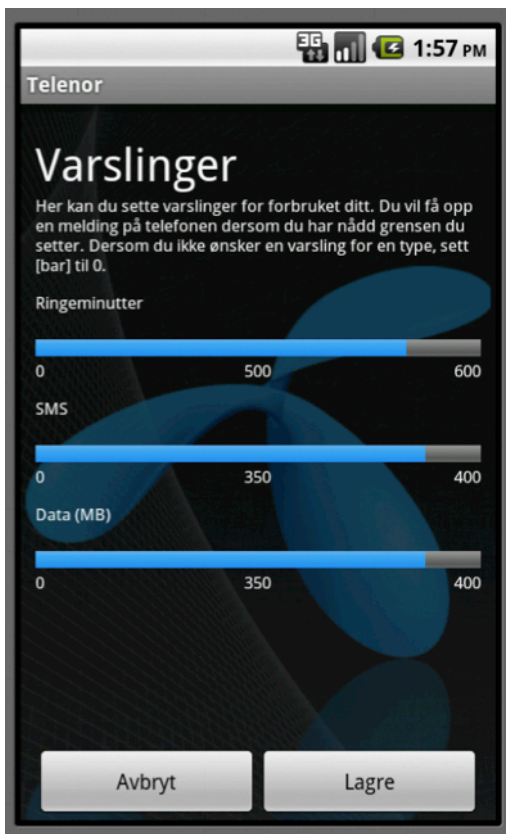 3G 1:57 PM
Telenor
Varslinger
Her kan du sette varslinger for forbruket ditt. Du vil få opp
en melding på telefonen dersom du har nådd grensen du
setter. Dersom du ikke ønsker en varsling for en type, sett
[bar] til 0.
Ringeminutter
0 500 600
SMS
0 350 400
Data (MB)
0 350 400
Avbryt Lagre